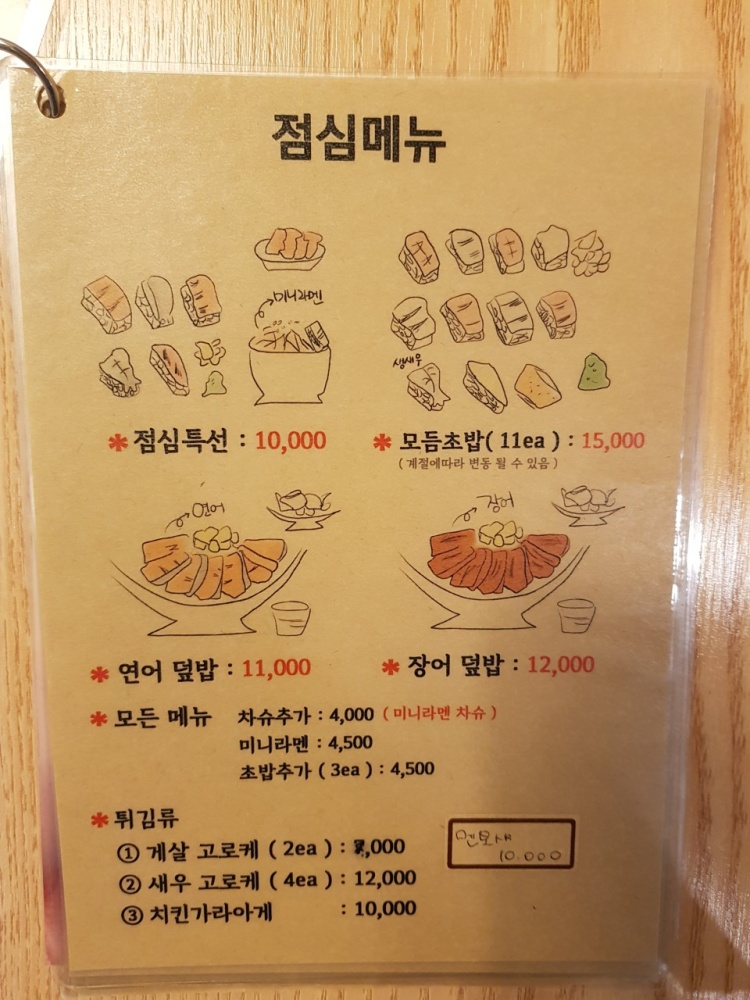 점심메뉴
미니라멘
생새우
* 점심특선 : 10,000
* 모듬초밥( 11ea ) : 15,000
( 계절에따라 변동 될 수 있음 )
연어
장어
* 연어 덮밥 : 11,000
* 장어 덮밥 : 12,000
* 모든 메뉴 차슈추가 : 4,000 ( 미니라멘 차슈 )
미니라멘 : 4,500
초밥추가 ( 3ea ) : 4,500
* 튀김류
① 게살 고로케 ( 2ea ) : ,000
② 새우 고로케 ( 4ea ) : 12,000
③ 치킨가라아게 : 10,000
멘보샤
10.000